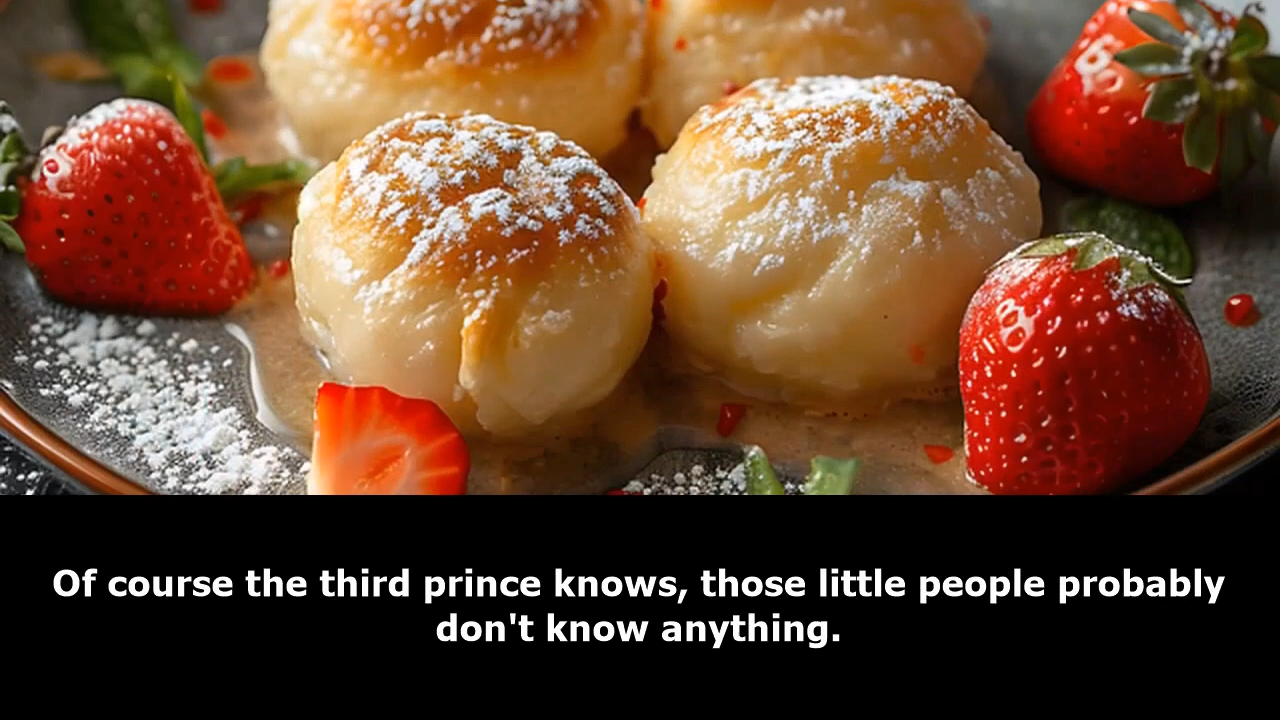 Of course the third prince knows, those little people probably
don't know anything.